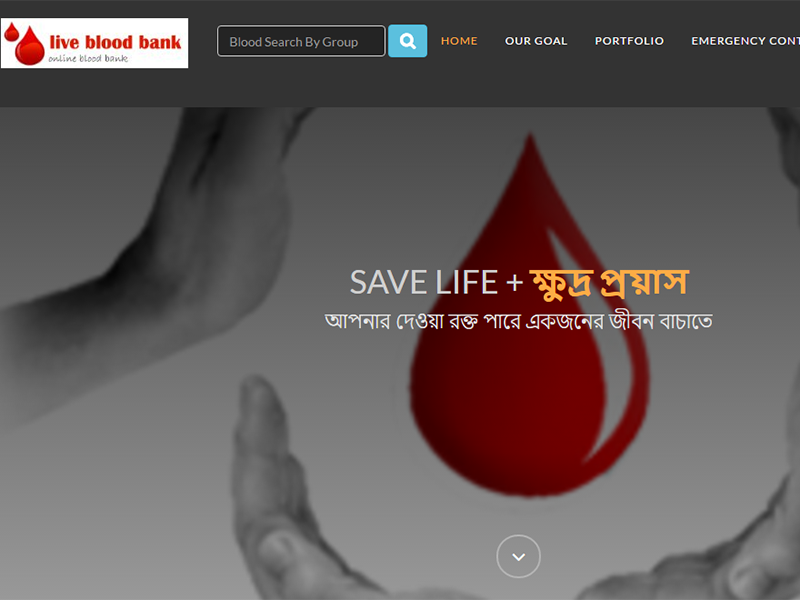 live blood bank
online blood bank
Blood Search By Group
HOME
OUR GOAL
PORTFOLIO
EMERGENCY CONT
SAVE LIFE + ক্ষুদ্র প্রয়াস
আপনার দেওয়া রক্ত পারে একজনের জীবন বাচাতে